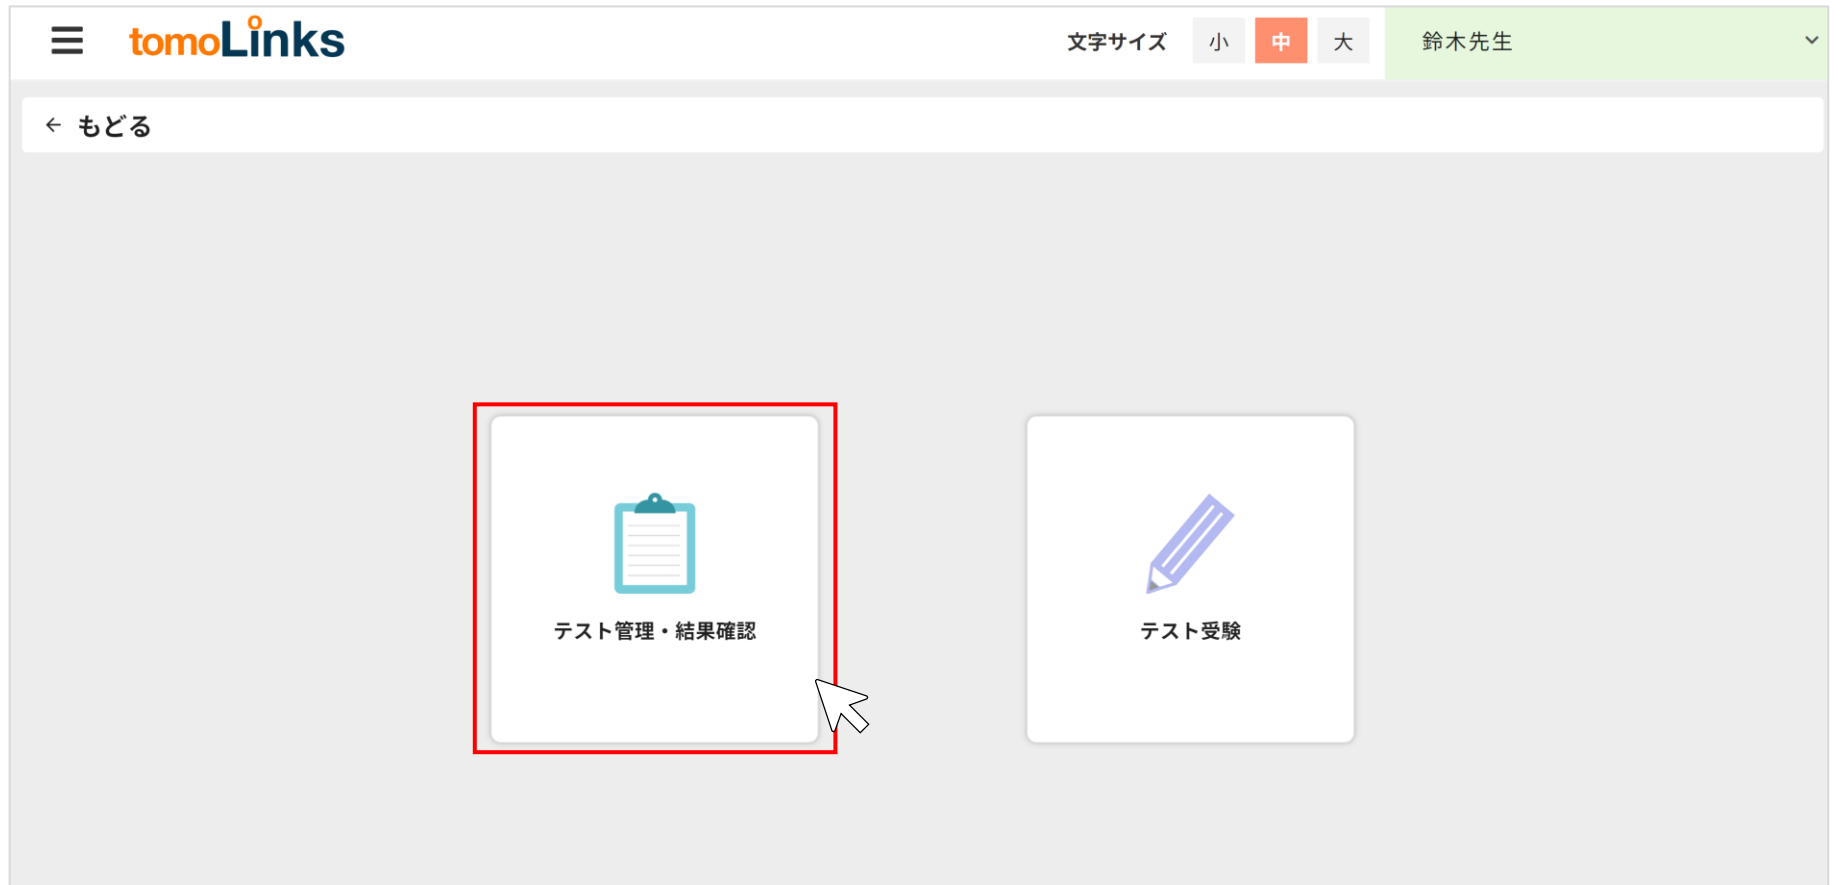 tomoLinks
文字サイズ 小 中 大 鈴木先生
← もどる
テスト管理・結果確認 テスト受験